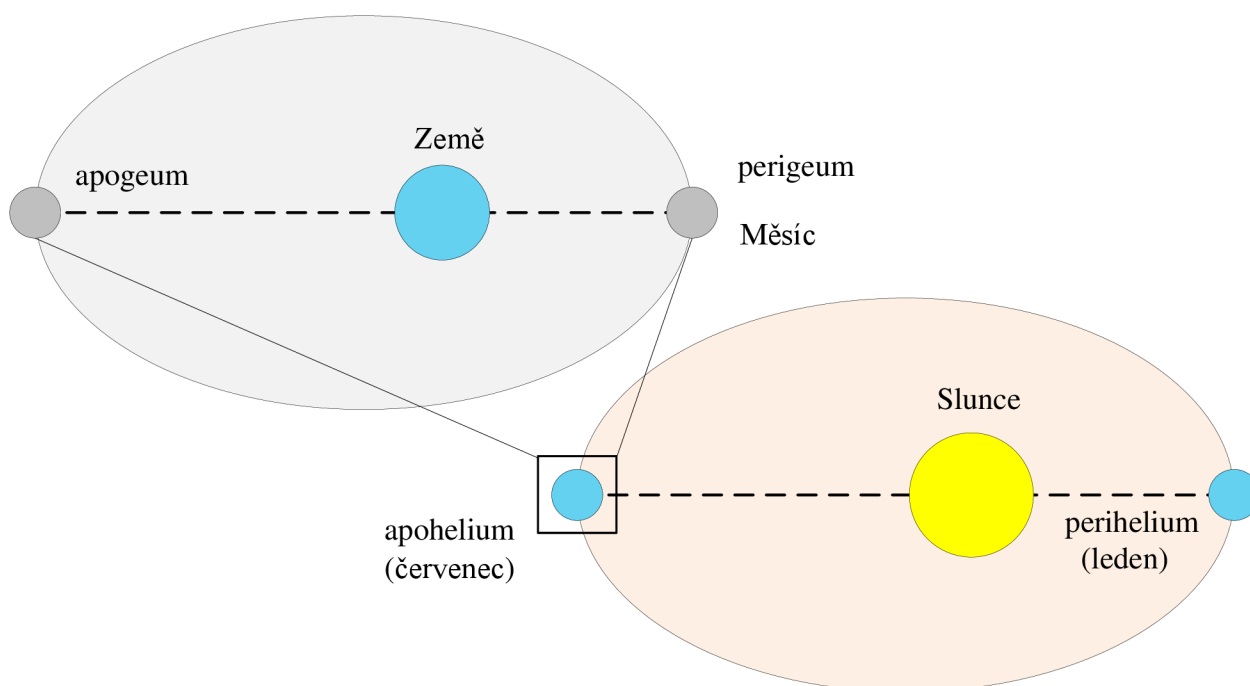 Země
apogeum
perigeum
Měsíc
Slunce
apohelium
(červenec)
perihelium
(leden)